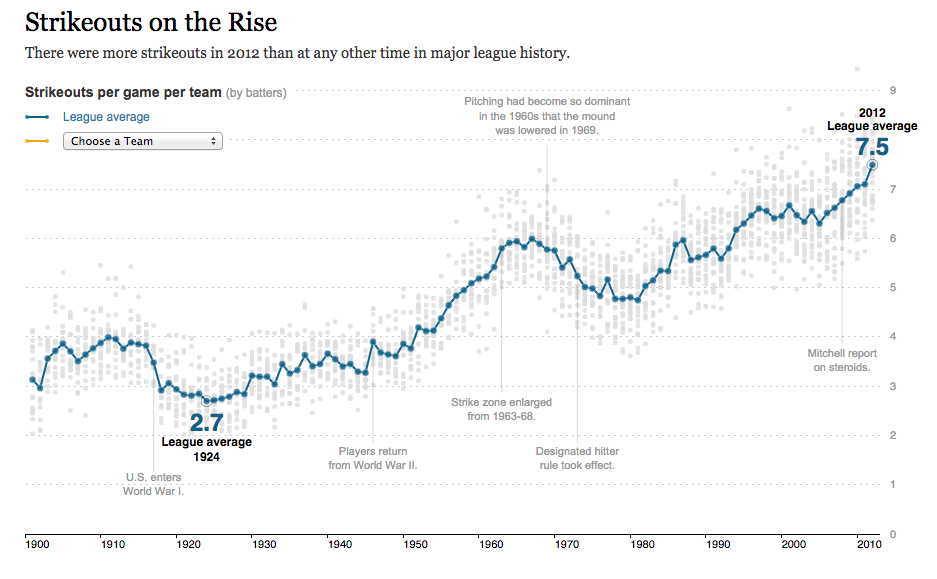 Strikeouts on the Rise
There were more strikeouts in 2012 than at any other time in major league history.
Strikeouts per game per team (by batters)
League average
Choose a Team
Pitching had become so dominant
in the 1960s that the mound
was lowered in 1969.
2012
League average
7.5
9
7
6
5
4
3
2
1
0
Mitchell report
on steroids.
Strike zone enlarged
from 1963-68.
2.7
League average
1924
Players return
from World War II.
Designated hitter
rule took effect.
U.S. enters
World War I.
1900
1910
1920
1930
1940
1950
1960
1970
1980
1990
2000
2010